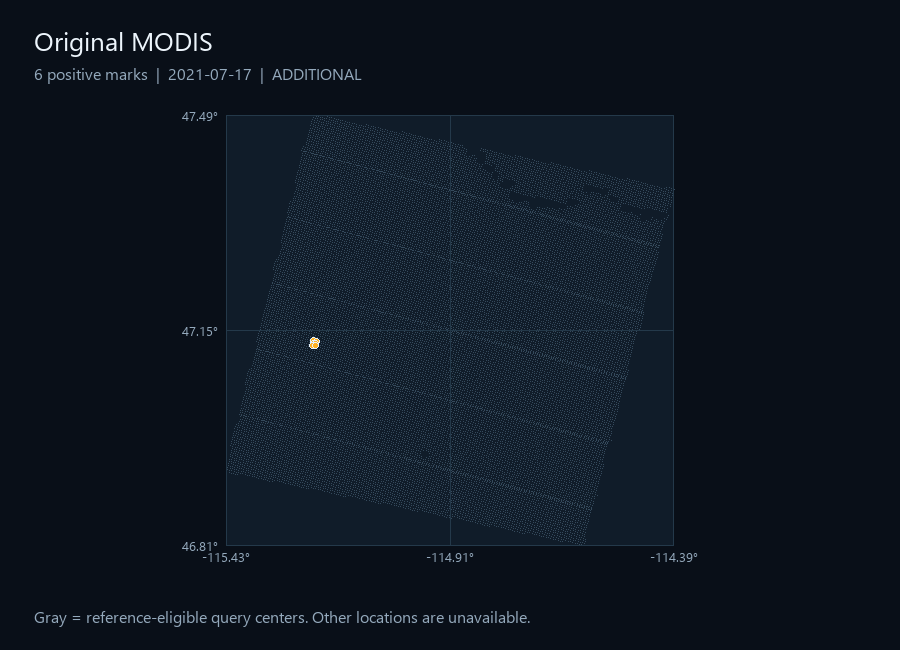 Original MODIS
6 positive marks | 2021-07-17 | ADDITIONAL
47.49°
47.15°
46.81°
-115.43°
-114.91°
-114.39°
Gray = reference-eligible query centers. Other locations are unavailable.